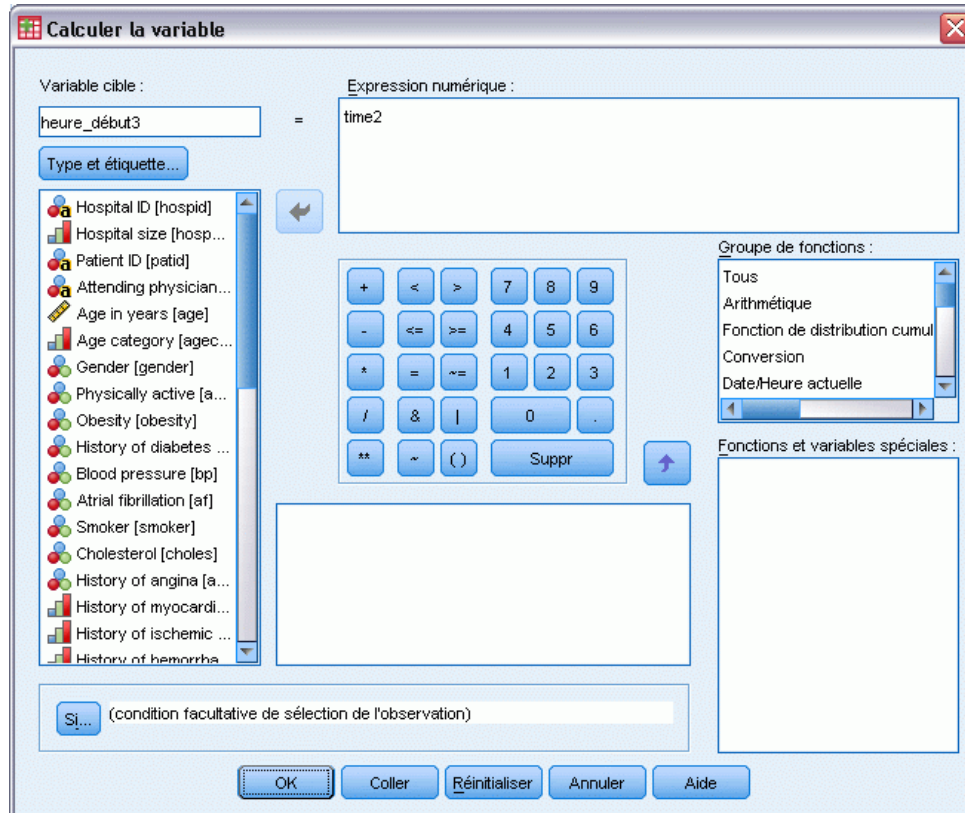 Calculer la variable
Variable cible :
heure_début3
=
Expression numérique :
time2
Type et étiquette...
Hospital ID [hospid]
Hospital size [hosp...
Patient ID [patid]
Attending physician...
Age in years [age]
Age category [agec...
Gender [gender]
Physically active [a...
Obesity [obesity]
History of diabetes ...
Blood pressure [bp]
Atrial fibrillation [af]
Smoker [smoker]
Cholesterol [choles]
History of angina [a...
History of myocardi...
History of ischemic ...
History of hemorrha
+ < > 7 8 9
- <= >= 4 5 6
* = ~= 1 2 3
/ & | 0 .
** ~ ( ) Suppr
Groupe de fonctions :
Tous
Arithmétique
Fonction de distribution cumul
Conversion
Date/Heure actuelle
Fonctions et variables spéciales :
Si... (condition facultative de sélection de l'observation)
OK Coller Réinitialiser Annuler Aide